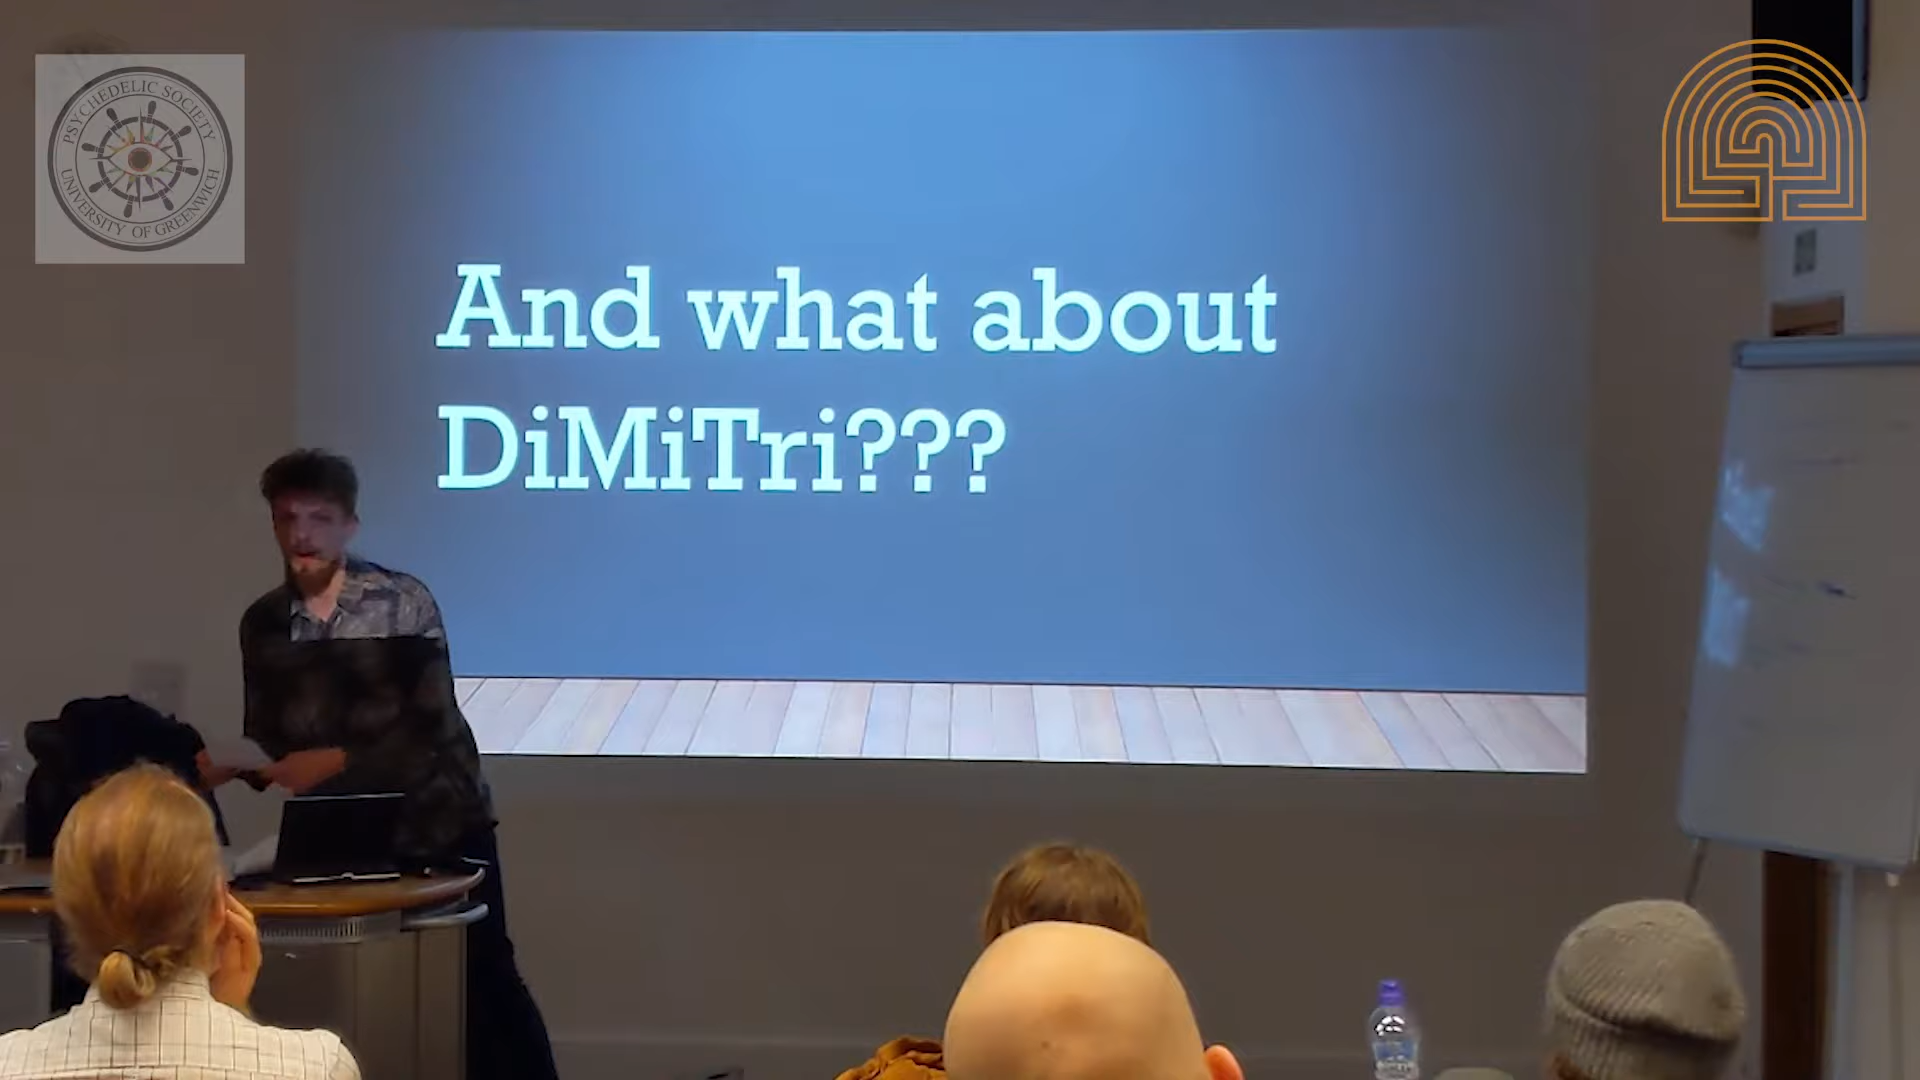 PSYCHEDELIC SOCIETY
UNIVERSITY OF GREENWICH
And what about
DiMiTri???